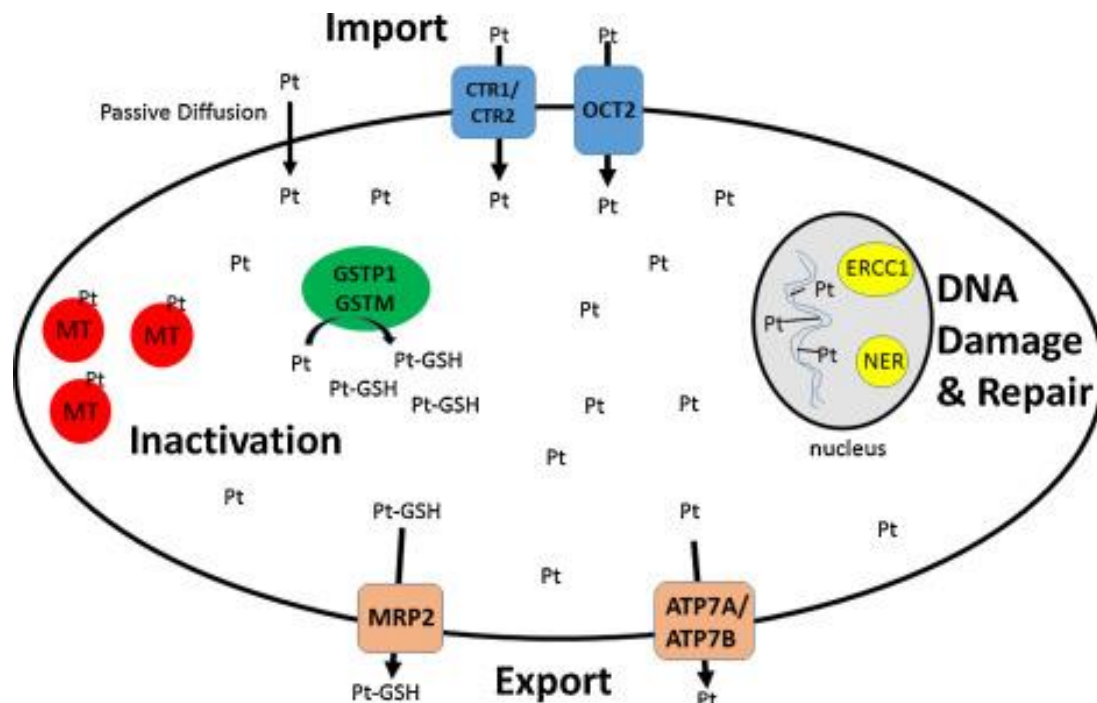 Import
Pt
Pt
Pt
Passive Diffusion
CTR1/
CTR2
OCT2
Pt
Pt
Pt
Pt
Pt
Pt
Pt
GSTP1
GSTM
Pt
Pt-GSH
Pt-GSH
Pt-GSH
Pt
MT
Pt
MT
Pt
MT
Inactivation
Pt
Pt
Pt
Pt
Pt
ERCC1
Pt
Pt
Pt
NER
nucleus
DNA
Damage
& Repair
Pt
Pt-GSH
Pt
Pt
Pt
MRP2
ATP7A/
ATP7B
Pt-GSH
Export
Pt